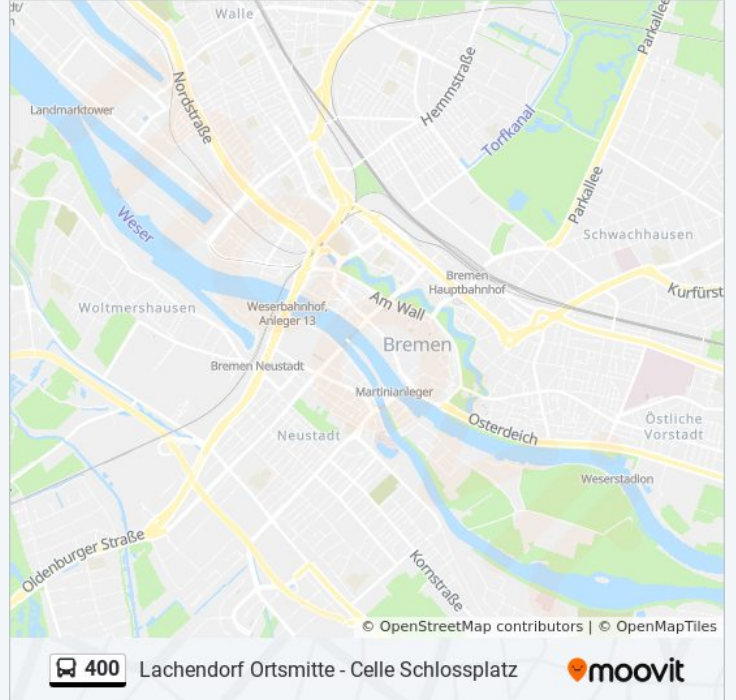 Walle
Parkallee
Hemmstraße
Nordstraße
Landmarktower
Torfkanal
Parkallee
Weser
Schwachhausen
Bremen
Hauptbahnhof
Kurfürst
Am Wall
Woltmershausen
Weserbahnhof,
Anleger 13
Bremen
Bremen Neustadt
Martinianleger
Osterdeich
Östliche
Vorstadt
Neustadt
Weserstadion
Oldenburger Straße
Kornstraße
© OpenStreetMap contributors | © OpenMapTiles
400 Lachendorf Ortsmitte - Celle Schlossplatz
moovit